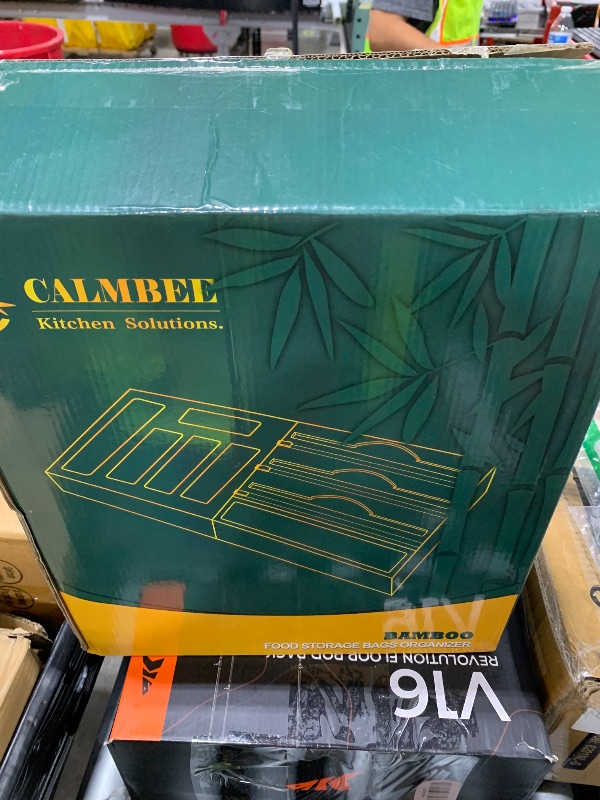 CALMBEE
Kitchen Solutions.
BAMBOO
FOOD STORAGE BAGS ORGANIZER
REVOLUTION FLOOR ROD RACK
V16